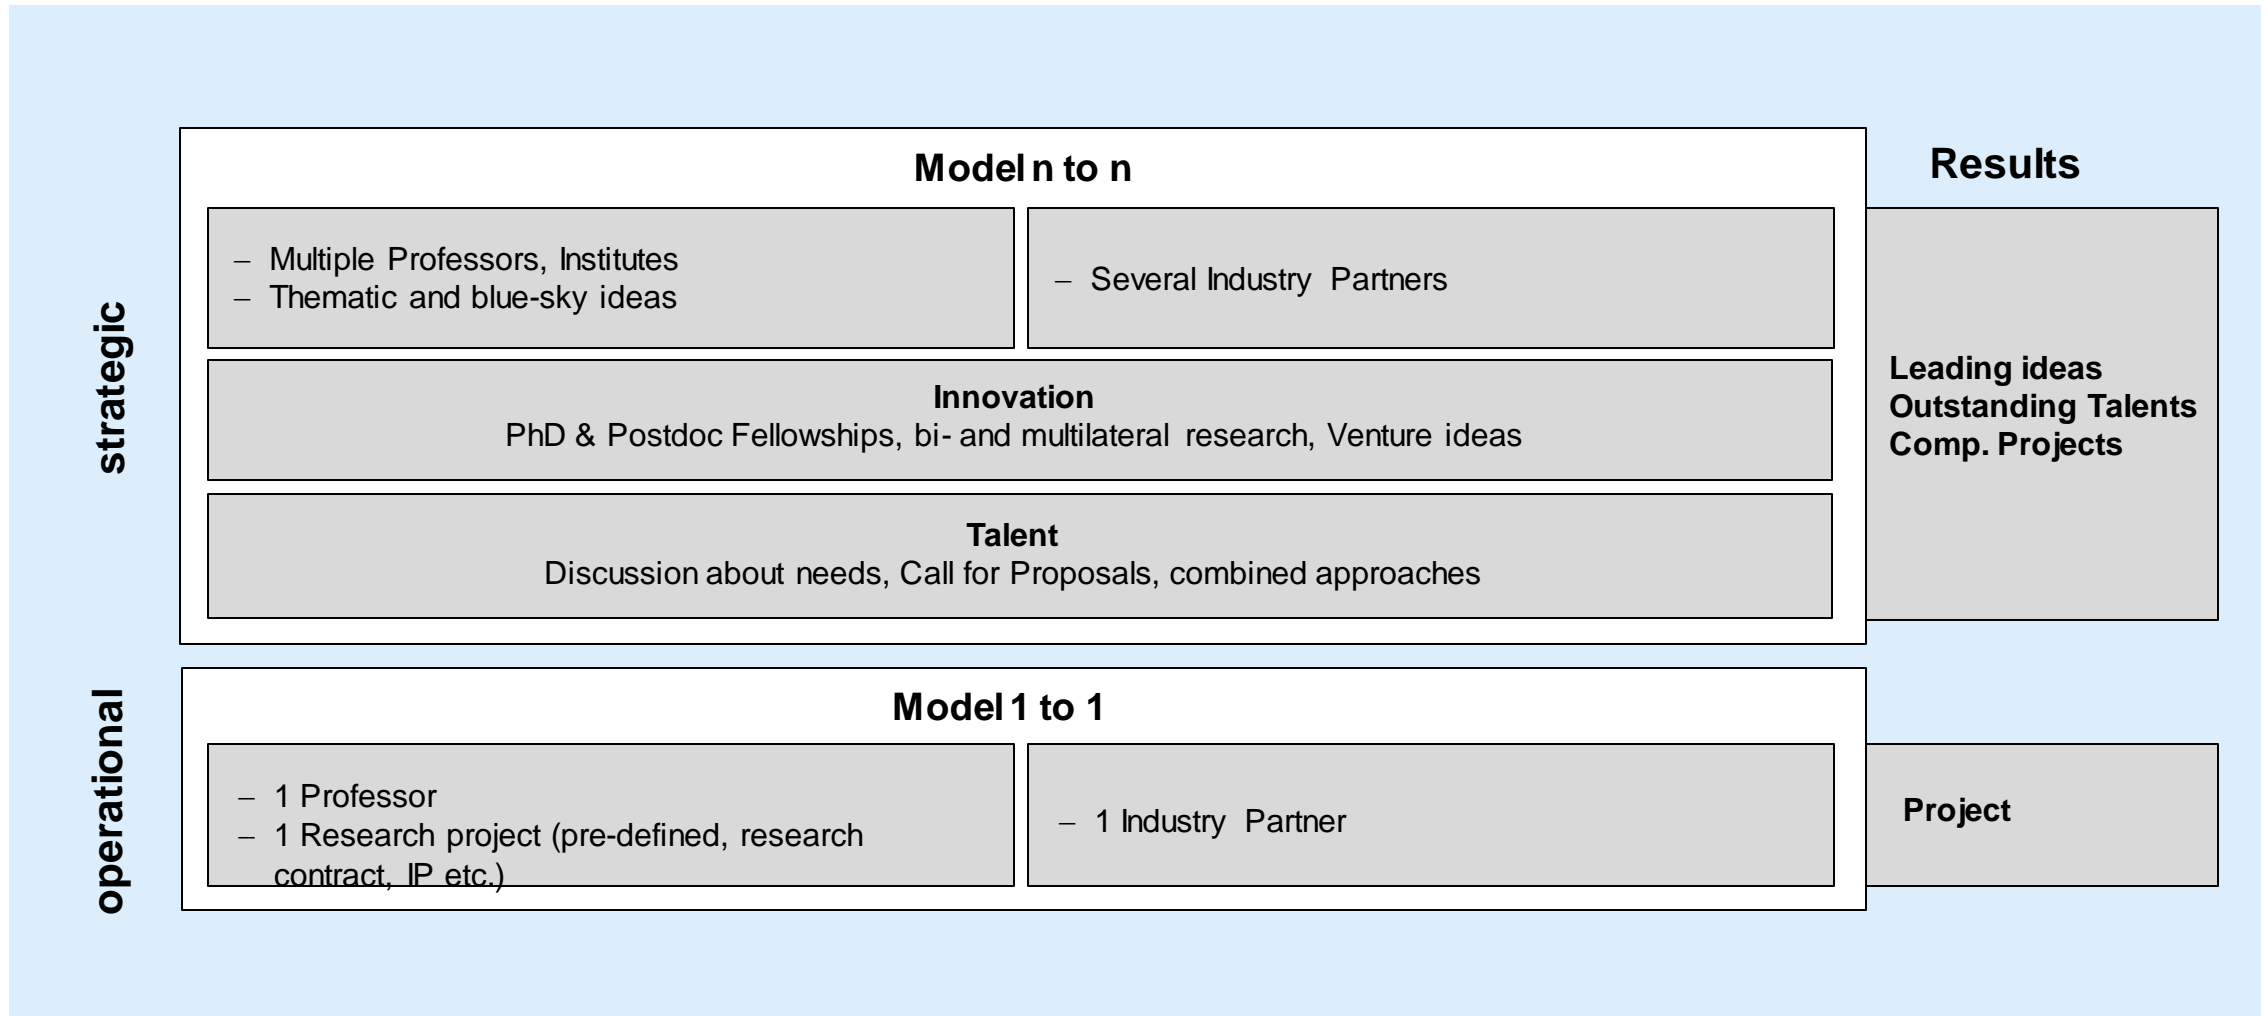 Model n to n
Results
strategic
– Multiple Professors, Institutes
– Thematic and blue-sky ideas
– Several Industry Partners
Innovation
PhD & Postdoc Fellowships, bi- and multilateral research, Venture ideas
Talent
Discussion about needs, Call for Proposals, combined approaches
Leading ideas
Outstanding Talents
Comp. Projects
operational
Model 1 to 1
– 1 Professor
– 1 Research project (pre-defined, research
contract, IP etc.)
– 1 Industry Partner
Project